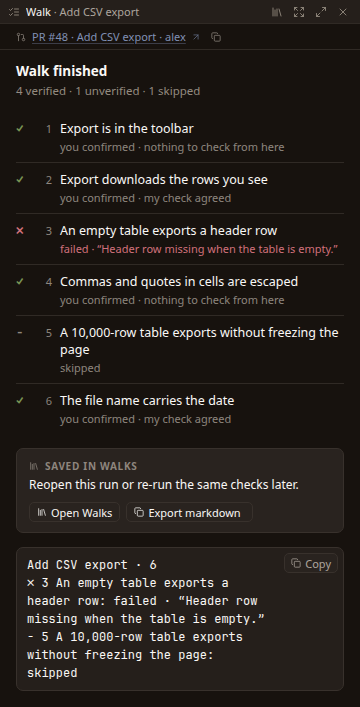 Walk · Add CSV export
PR #48 · Add CSV export · alex
Walk finished
4 verified · 1 unverified · 1 skipped
1 Export is in the toolbar
you confirmed · nothing to check from here
2 Export downloads the rows you see
you confirmed · my check agreed
3 An empty table exports a header row
failed · “Header row missing when the table is empty.”
4 Commas and quotes in cells are escaped
you confirmed · nothing to check from here
5 A 10,000-row table exports without freezing the
page
skipped
6 The file name carries the date
you confirmed · my check agreed
SAVED IN WALKS
Reopen this run or re-run the same checks later.
Open Walks Export markdown
Copy
Add CSV export · 6
✕ 3 An empty table exports a
header row: failed · “Header row
missing when the table is empty.”
- 5 A 10,000-row table exports
without freezing the page:
skipped